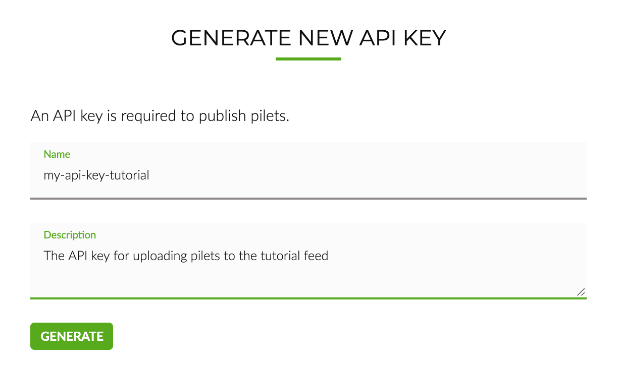 GENERATE NEW API KEY
An API key is required to publish pilets.
Name
my-api-key-tutorial
Description
The API key for uploading pilets to the tutorial feed
GENERATE